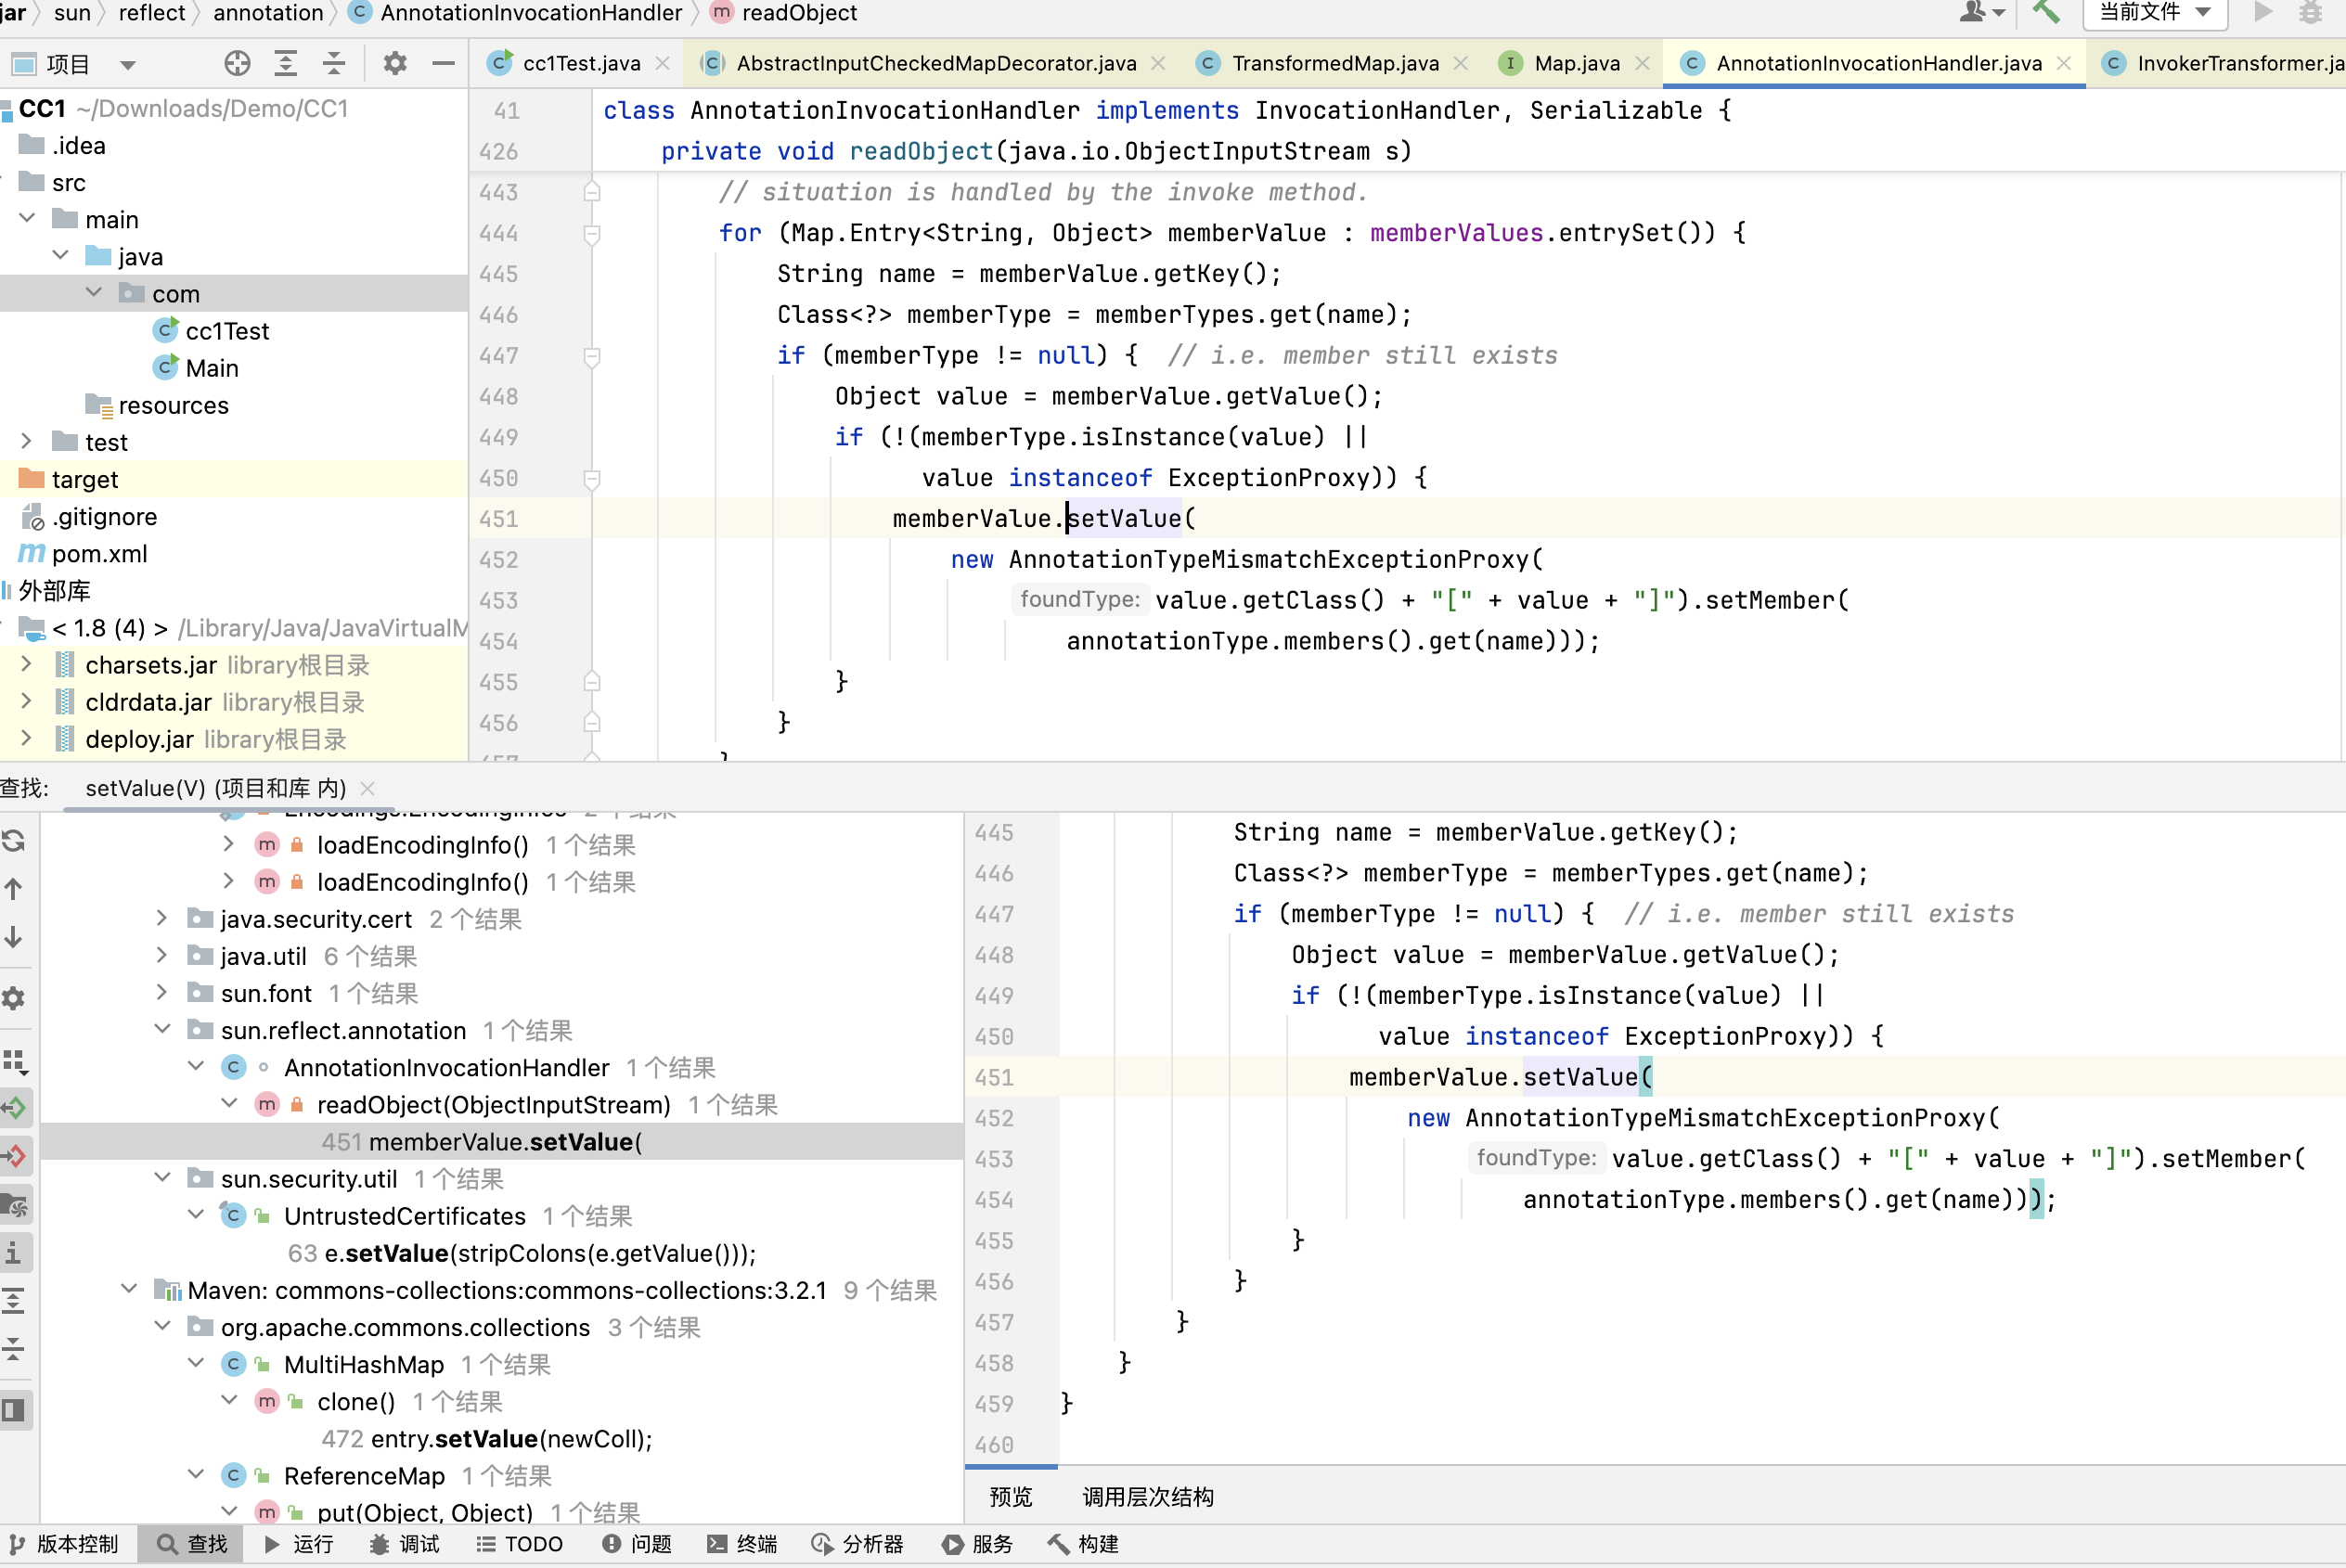 jar sun reflect annotation AnnotationInvocationHandler readObject 当前文件
项目 cc1Test.java AbstractInputCheckedMapDecorator.java TransformedMap.java Map.java AnnotationInvocationHandler.java InvokerTransformer.ja
CC1 ~/Downloads/Demo/CC1
.idea
src
main
java
com
cc1Test
Main
resources
test
target
.gitignore
pom.xml
外部库
< 1.8 (4) > /Library/Java/JavaVirtualM
charsets.jar library根目录
cldrdata.jar library根目录
deploy.jar library根目录
41 class AnnotationInvocationHandler implements InvocationHandler, Serializable {
426 private void readObject(java.io.ObjectInputStream s)
443 // situation is handled by the invoke method.
444 for (Map.Entry<String, Object> memberValue : memberValues.entrySet()) {
445 String name = memberValue.getKey();
446 Class<?> memberType = memberTypes.get(name);
447 if (memberType != null) { // i.e. member still exists
448 Object value = memberValue.getValue();
449 if (!(memberType.isInstance(value) ||
450 value instanceof ExceptionProxy)) {
451 memberValue.setValue(
452 new AnnotationTypeMismatchExceptionProxy(
453 foundType: value.getClass() + "[" + value + "]").setMember(
454 annotationType.members().get(name)));
455 }
456 }
457 }
查找: setValue(V) (项目和库 内)
Encodings.EncodingInfos 2 个结果
loadEncodingInfo() 1 个结果
loadEncodingInfo() 1 个结果
java.security.cert 2 个结果
java.util 6 个结果
sun.font 1 个结果
sun.reflect.annotation 1 个结果
AnnotationInvocationHandler 1 个结果
readObject(ObjectInputStream) 1 个结果
451 memberValue.setValue(
sun.security.util 1 个结果
UntrustedCertificates 1 个结果
63 e.setValue(stripColons(e.getValue()));
Maven: commons-collections:commons-collections:3.2.1 9 个结果
org.apache.commons.collections 3 个结果
MultiHashMap 1 个结果
clone() 1 个结果
472 entry.setValue(newColl);
ReferenceMap 1 个结果
put(Object, Object) 1 个结果
445 String name = memberValue.getKey();
446 Class<?> memberType = memberTypes.get(name);
447 if (memberType != null) { // i.e. member still exists
448 Object value = memberValue.getValue();
449 if (!(memberType.isInstance(value) ||
450 value instanceof ExceptionProxy)) {
451 memberValue.setValue(
452 new AnnotationTypeMismatchExceptionProxy(
453 foundType: value.getClass() + "[" + value + "]").setMember(
454 annotationType.members().get(name)));
455 }
456 }
457 }
458 }
459 }
460
预览 调用层次结构
版本控制 查找 运行 调试 TODO 问题 终端 分析器 服务 构建